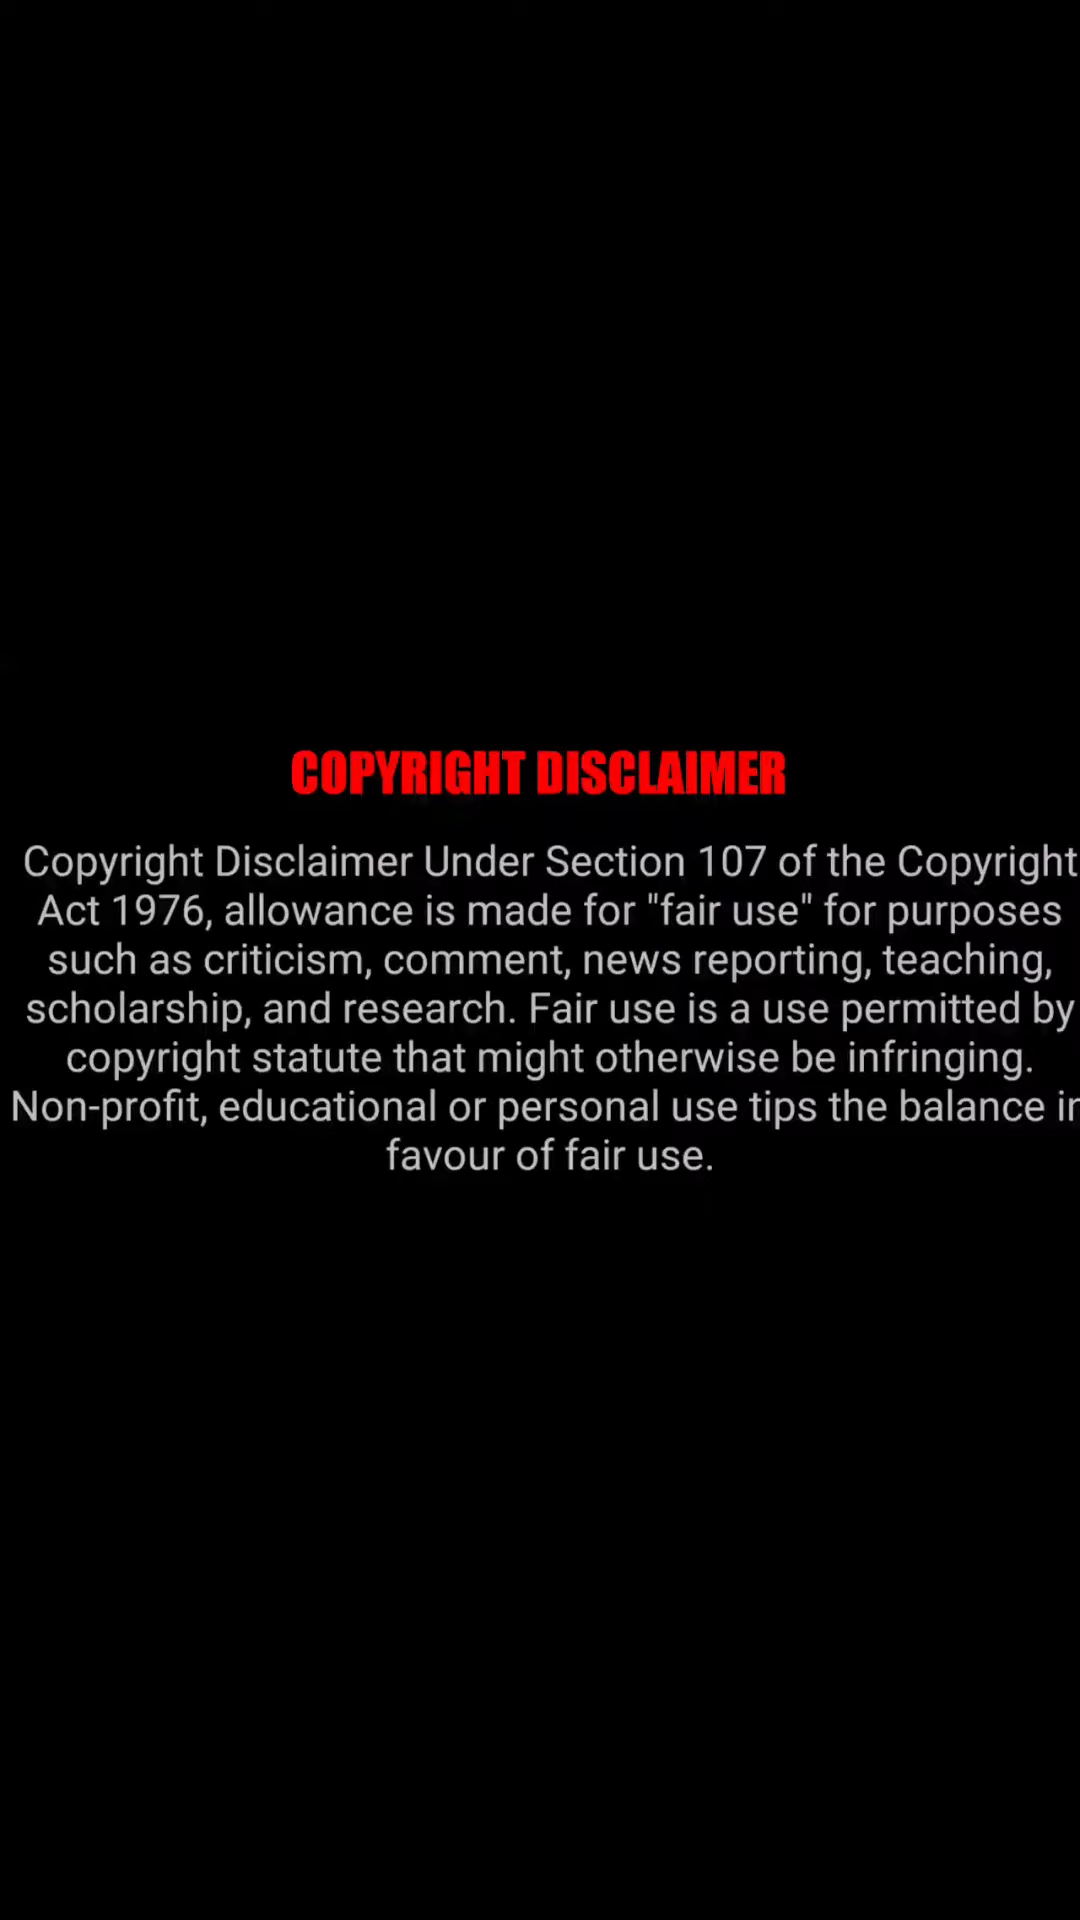 COPYRIGHT DISCLAIMER
Copyright Disclaimer Under Section 107 of the Copyright
Act 1976, allowance is made for "fair use" for purposes
such as criticism, comment, news reporting, teaching,
scholarship, and research. Fair use is a use permitted by
copyright statute that might otherwise be infringing.
Non-profit, educational or personal use tips the balance in
favour of fair use.